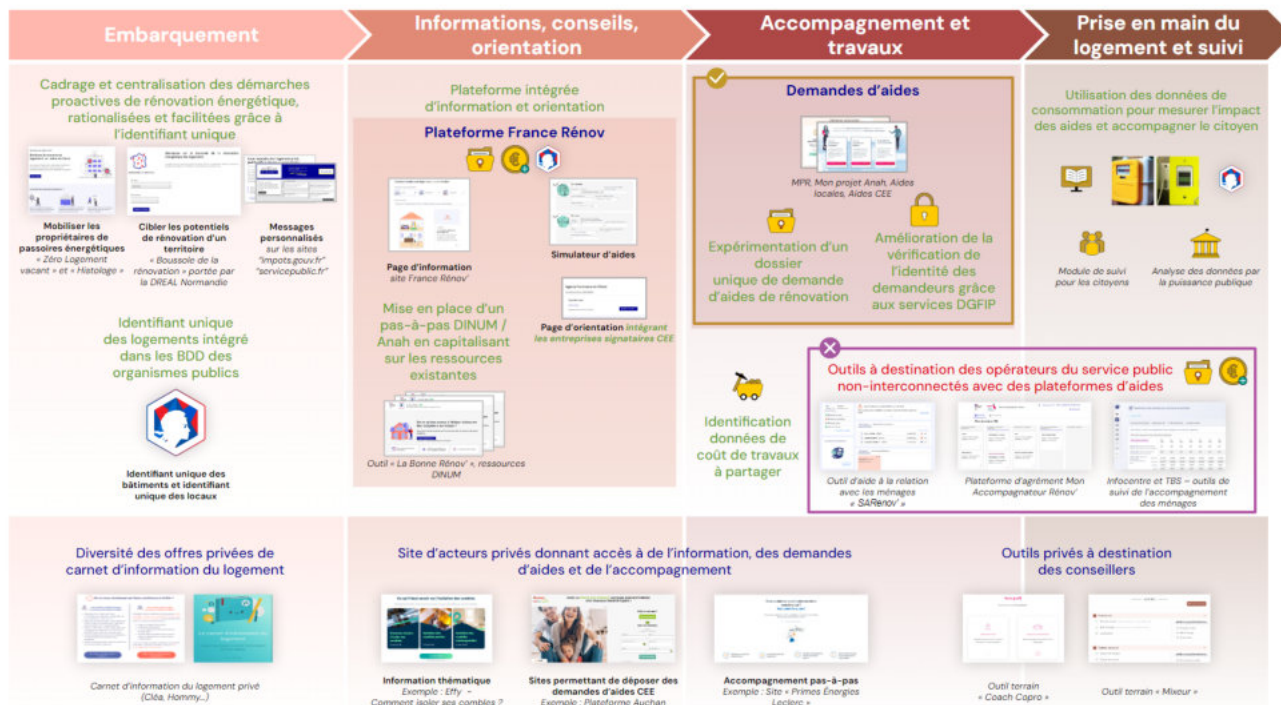 Embarquement
Informations, conseils,
orientation
Accompagnement et
travaux
Prise en main du
logement et suivi
Cadrage et centralisation des démarches
proactives de rénovation énergétique,
rationalisées et facilitées grâce à
l'identifiant unique
Mobiliser les
propriétaires de
passoires énergétiques
« Zéro Logement
vacant » et « Histologe »
Cibler les potentiels
de rénovation d'un
territoire
« Boussole de la
rénovation » portée par
la DREAL Normandie
Messages
personnalisés
sur les sites
"impots.gouv.fr"
"servicepublic.fr"
Identifiant unique
des logements intégré
dans les BDD des
organismes publics
Identifiant unique des
bâtiments et identifiant
unique des locaux
Plateforme intégrée
d'information et orientation
Plateforme France Rénov
Page d'information
site France Rénov'
Simulateur d'aides
Mise en place d'un
pas-à-pas DINUM /
Anah en capitalisant
sur les ressources
existantes
Page d'orientation intégrant
les entreprises signataires CEE
Outil « La Bonne Rénov' », ressources
DINUM
Demandes d'aides
MPR, Mon projet Anah, Aides
locales, Aides CEE
Expérimentation d'un
dossier
unique de demande
d'aides de rénovation
Amélioration de la
vérification de
l'identité des
demandeurs grâce
aux services DGFIP
Identification
données de
coût de travaux
à partager
Outils à destination des opérateurs du service public
non-interconnectés avec des plateformes d'aides
Outil d'aide à la relation
avec les ménages
« SARenov' »
Plateforme d'agrément Mon
Accompagnateur Rénov'
Infocentre et TBS – outils de
suivi de l'accompagnement
des ménages
Utilisation des données de
consommation pour mesurer l'impact
des aides et accompagner le citoyen
Module de suivi
pour les citoyens
Analyse des données par
la puissance publique
Diversité des offres privées de
carnet d'information du logement
Carnet d'information du logement privé
(Cléa, Hommy...)
Site d'acteurs privés donnant accès à de l'information, des demandes
d'aides et de l'accompagnement
Information thématique
Exemple : Effy –
Comment isoler ses combles ?
Sites permettant de déposer des
demandes d'aides CEE
Exemple : Plateforme Auchan
Accompagnement pas-à-pas
Exemple : Site « Primes Énergies
Leclerc »
Outils privés à destination
des conseillers
Outil terrain
« Coach Copro »
Outil terrain « Mixeur »